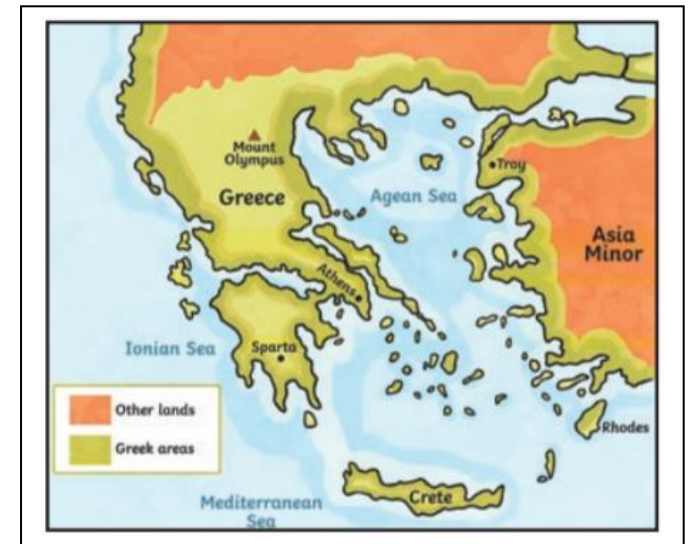 Mount
Olympus
Greece
Agean Sea
Troy
Asia
Minor
Athens
Ionian Sea
Sparta
Other lands
Greek areas
Rhodes
Mediterranean
Sea
Crete